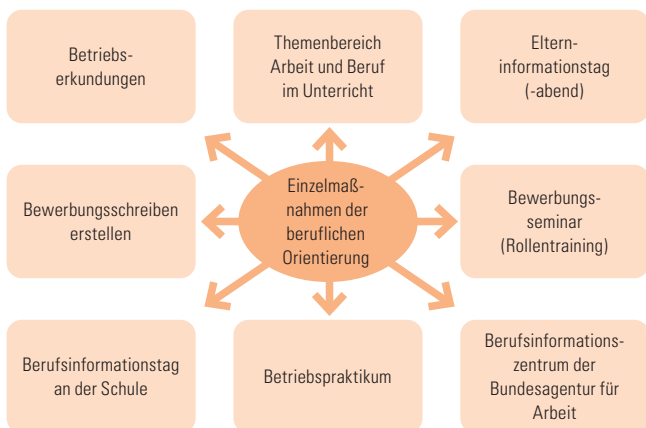 Betriebs-
erkundungen
Themenbereich
Arbeit und Beruf
im Unterricht
Eltern-
informationstag
(-abend)
Bewerbungsschreiben
erstellen
Einzelmaß-
nahmen der
beruflichen
Orientierung
Bewerbungs-
seminar
(Rollentraining)
Berufsinformationstag
an der Schule
Betriebspraktikum
Berufsinformations-
zentrum der
Bundesagentur für
Arbeit